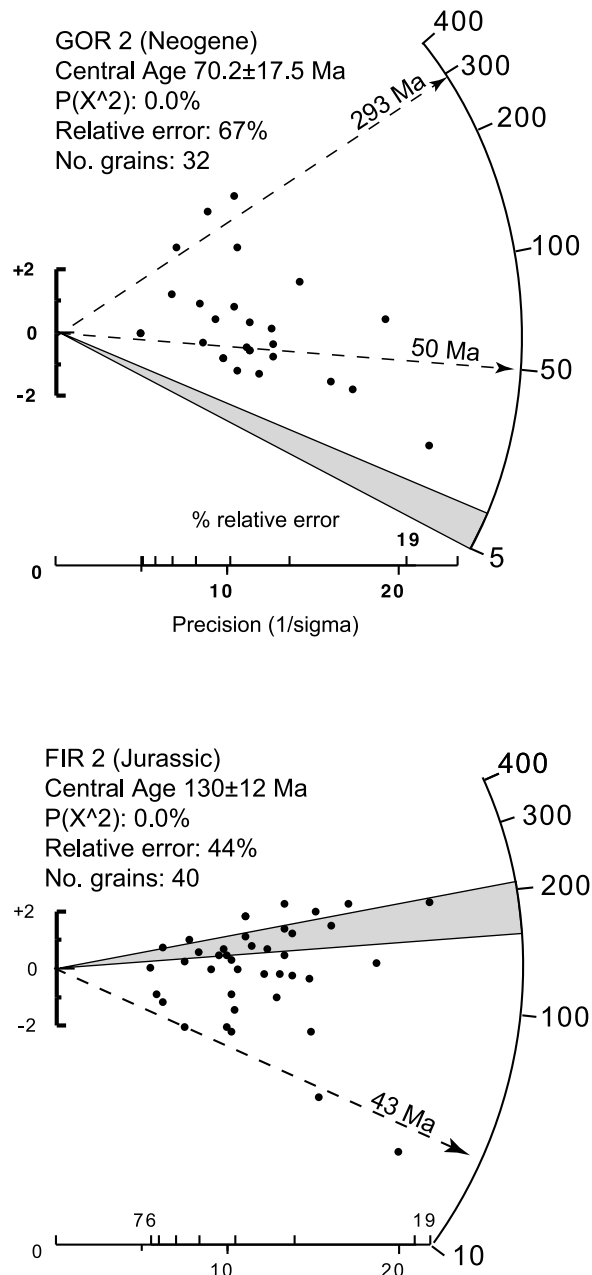 GOR 2 (Neogene)
Central Age 70.2±17.5 Ma
P(X^2): 0.0%
Relative error: 67%
No. grains: 32
400
300
200
100
50
5
293 Ma
50 Ma
+2
0
-2
% relative error
19
0
10
20
Precision (1/sigma)
FIR 2 (Jurassic)
Central Age 130±12 Ma
P(X^2): 0.0%
Relative error: 44%
No. grains: 40
400
300
200
100
10
43 Ma
+2
0
-2
76
19
0
10
20